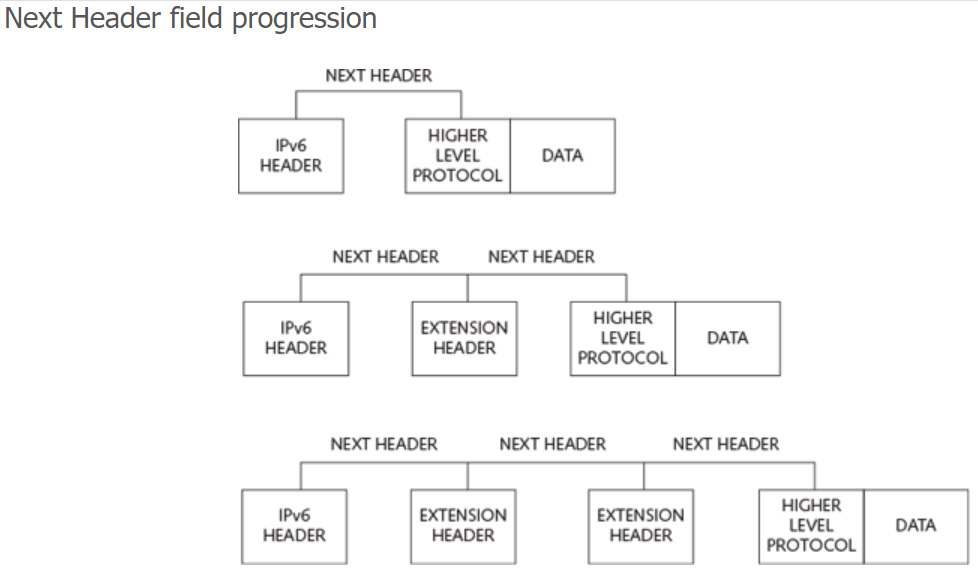 Next Header field progression
NEXT HEADER
IPv6
HEADER
HIGHER
LEVEL
PROTOCOL
DATA
NEXT HEADER
NEXT HEADER
IPv6
HEADER
EXTENSION
HEADER
HIGHER
LEVEL
PROTOCOL
DATA
NEXT HEADER
NEXT HEADER
NEXT HEADER
IPv6
HEADER
EXTENSION
HEADER
EXTENSION
HEADER
HIGHER
LEVEL
PROTOCOL
DATA